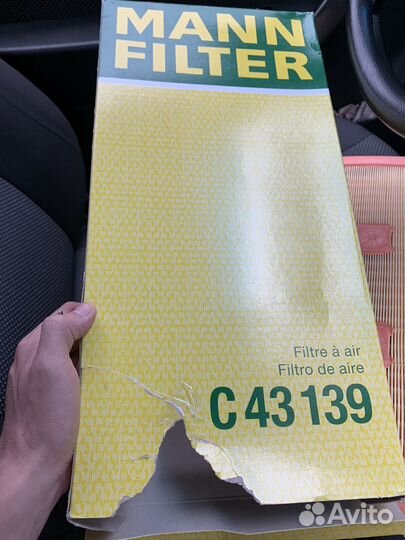 MANN
FILTER
Filtre à air
Filtro de aire
C 43 139
Avito